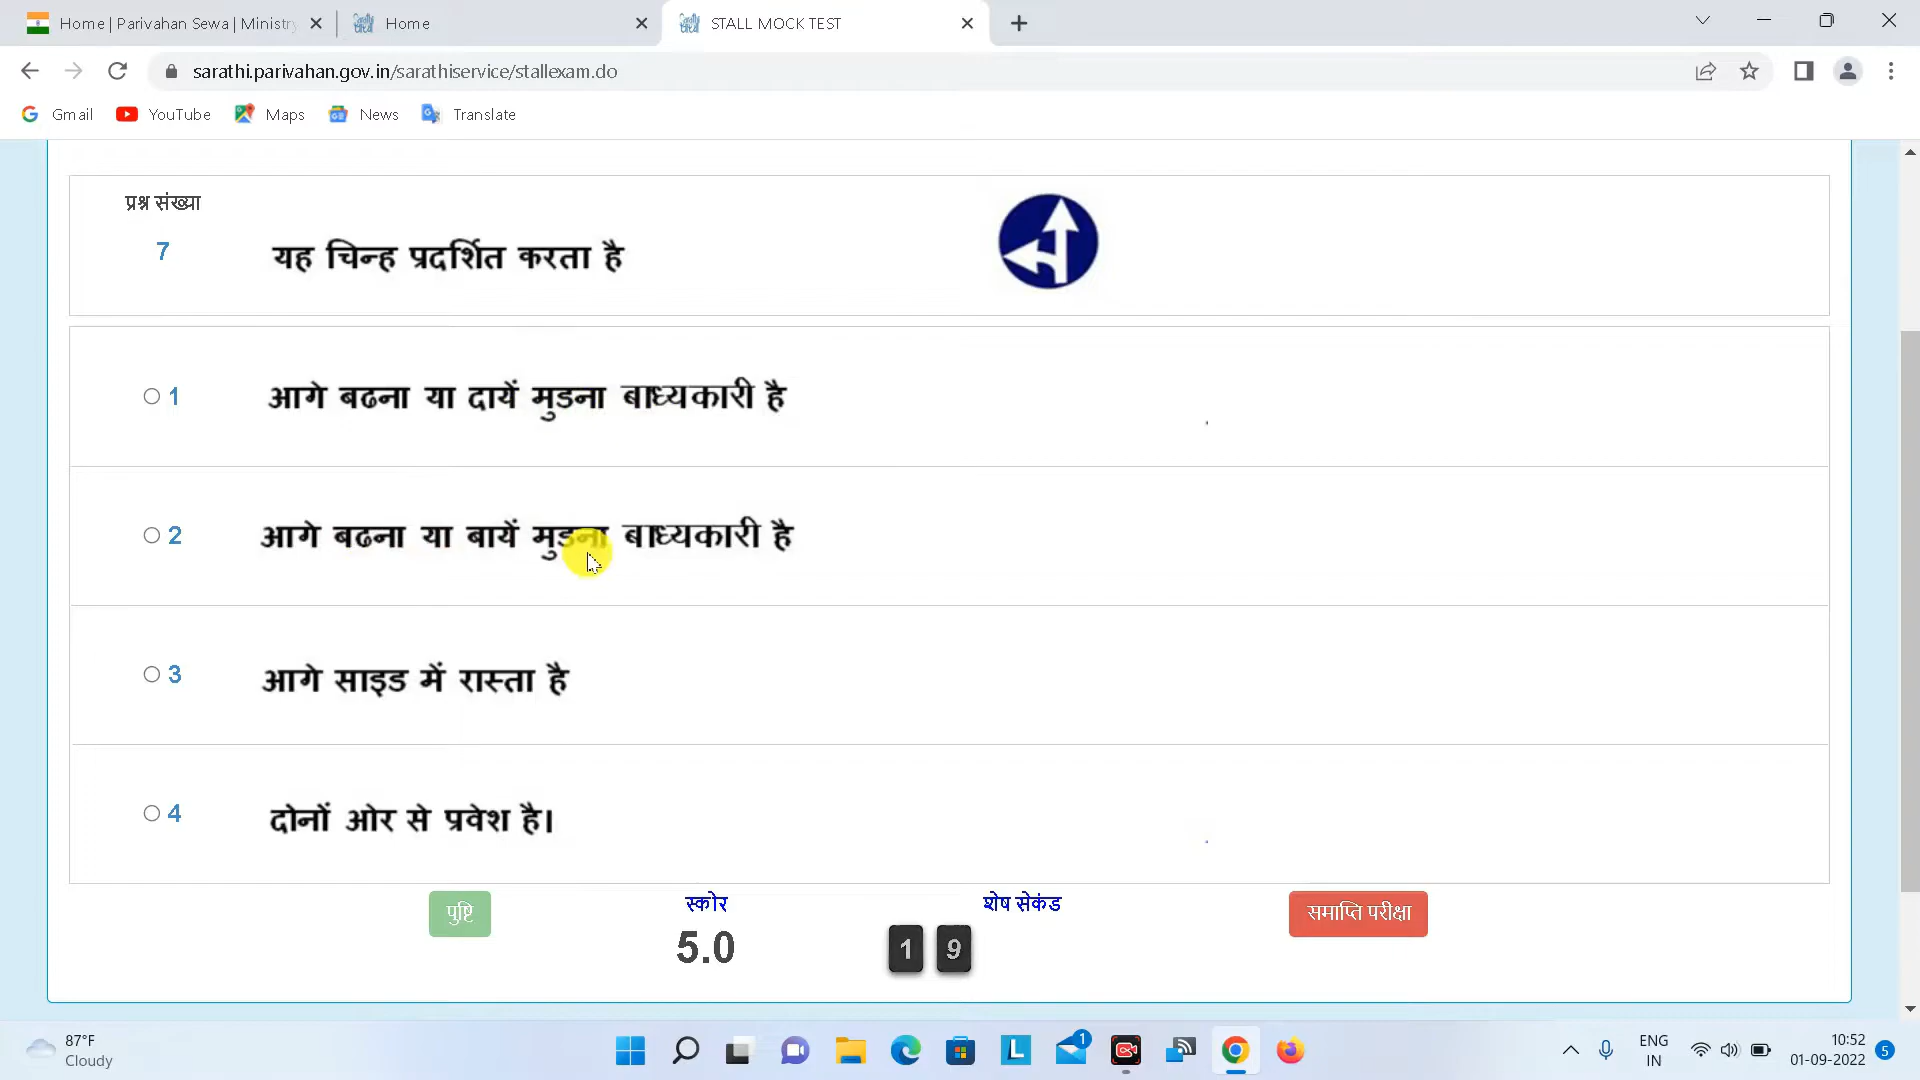 Home | Parivahan Sewa | Ministry
Home
STALL MOCK TEST
sarathi.parivahan.gov.in/sarathiservice/stallexam.do
Gmail
YouTube
Maps
News
Translate
प्रश्न संख्या
7
यह चिन्ह प्रदर्शित करता है
1
आगे बढना या दायें मुडना बाध्यकारी है
2
आगे बढना या बायें मुडना बाध्यकारी है
3
आगे साइड में रास्ता है
4
दोनों ओर से प्रवेश है।
पुष्टि
स्कोर
शेष सेकंड
समाप्ति परीक्षा
5.0
1 9
87°F
Cloudy
L
1
ENG
IN
10:52
01-09-2022
5